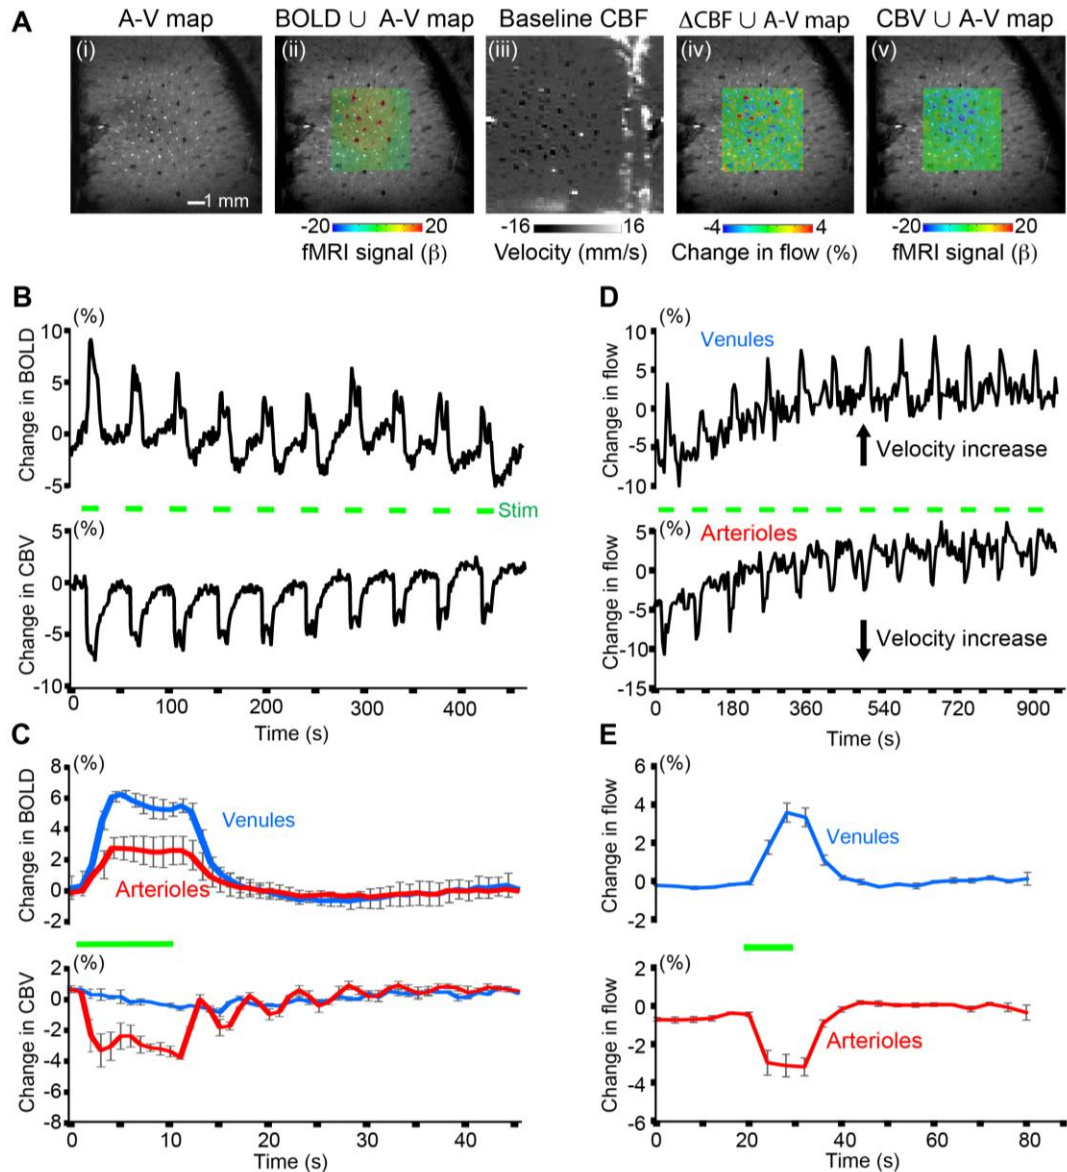 A
A-V map
BOLD ∪ A-V map
Baseline CBF
ΔCBF ∪ A-V map
CBV ∪ A-V map
(i)
(ii)
(iii)
(iv)
(v)
1 mm
-20 20
fMRI signal (β)
-16 16
Velocity (mm/s)
-4 4
Change in flow (%)
-20 20
fMRI signal (β)
B
(%)
Change in BOLD
10
5
0
-5
Stim
(%)
Change in CBV
5
0
-5
-10
0 100 200 300 400
Time (s)
D
(%)
Change in flow
10
5
0
-5
-10
Venules
Velocity increase
(%)
Change in flow
5
0
-5
-10
-15
Arterioles
Velocity increase
0 180 360 540 720 900
Time (s)
C
(%)
Change in BOLD
8
6
4
2
0
-2
Venules
Arterioles
(%)
Change in CBV
2
0
-2
-4
-6
-8
0 10 20 30 40
Time (s)
E
(%)
Change in flow
6
4
2
0
-2
Venules
(%)
Change in flow
2
0
-2
-4
-6
Arterioles
0 20 40 60 80
Time (s)